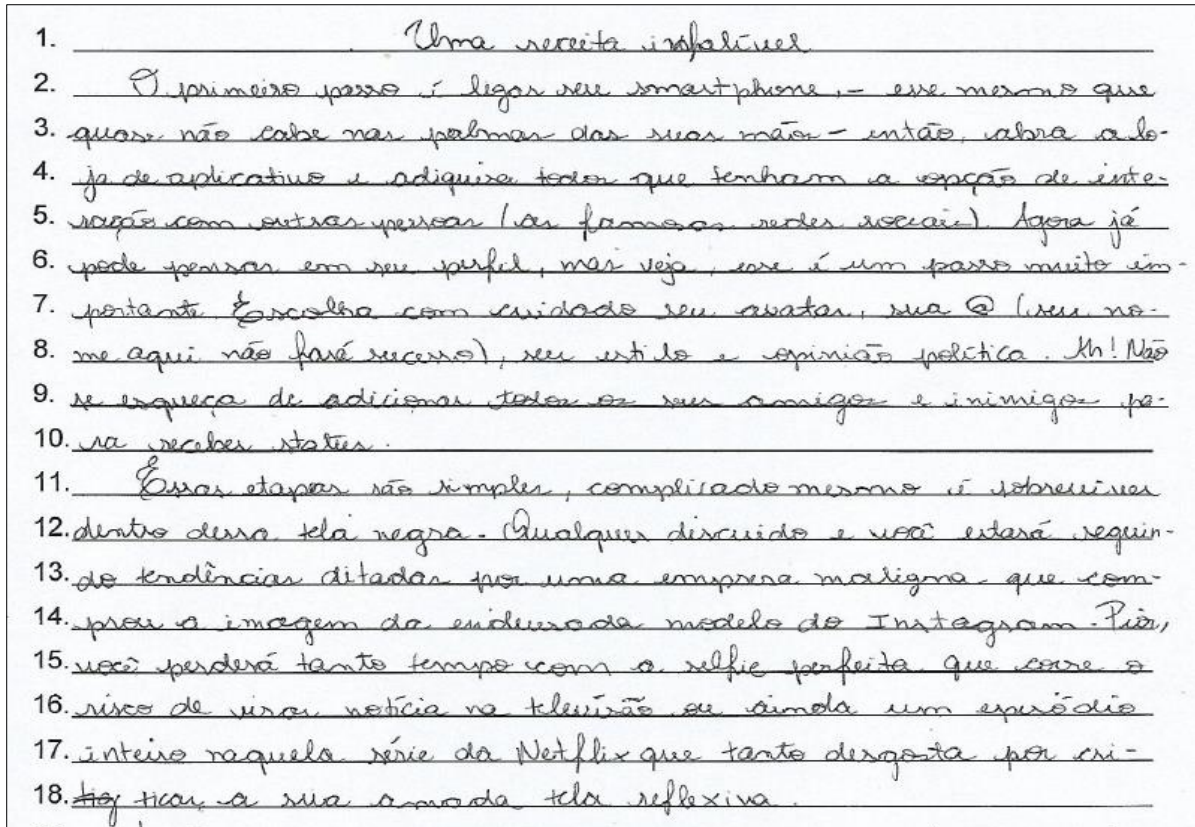 1. Uma receita infalível
2. O primeiro passo é legar seu smartphone, – esse mesmo que
3. quase não cabe nas palmas das suas mãos – então, abra a lo-
4. ja de aplicativo e adiquira todos que tenham a opção de inte-
5. ração com outras pessoas (as famosas redes sociais). Agora já
6. pode pensar em seu perfil, mas veja, esse é um passo muito im-
7. portante. Escolha com cuidado seu avatar, sua @ (seu no-
8. me aqui não fará sucesso), seu estilo e opinião política. Ah! Não
9. se esqueça de adicionar todos os seus amigos e inimigos pa-
10. ra receber status.
11. Essas etapas são simples, complicado mesmo é sobreviver
12. dentro dessa tela negra. Qualquer discuido e você estará seguin-
13. do tendências ditadas por uma empresa maligna que com-
14. prou a imagem da endeusada modelo do Instagram. Pior,
15. você perderá tanto tempo com a selfie perfeita que corre o
16. risco de virar notícia na televisão ou ainda um episódio
17. inteiro naquela série da Netflix que tanto desgosta por cri-
18. ticar, a sua amada tela reflexiva.